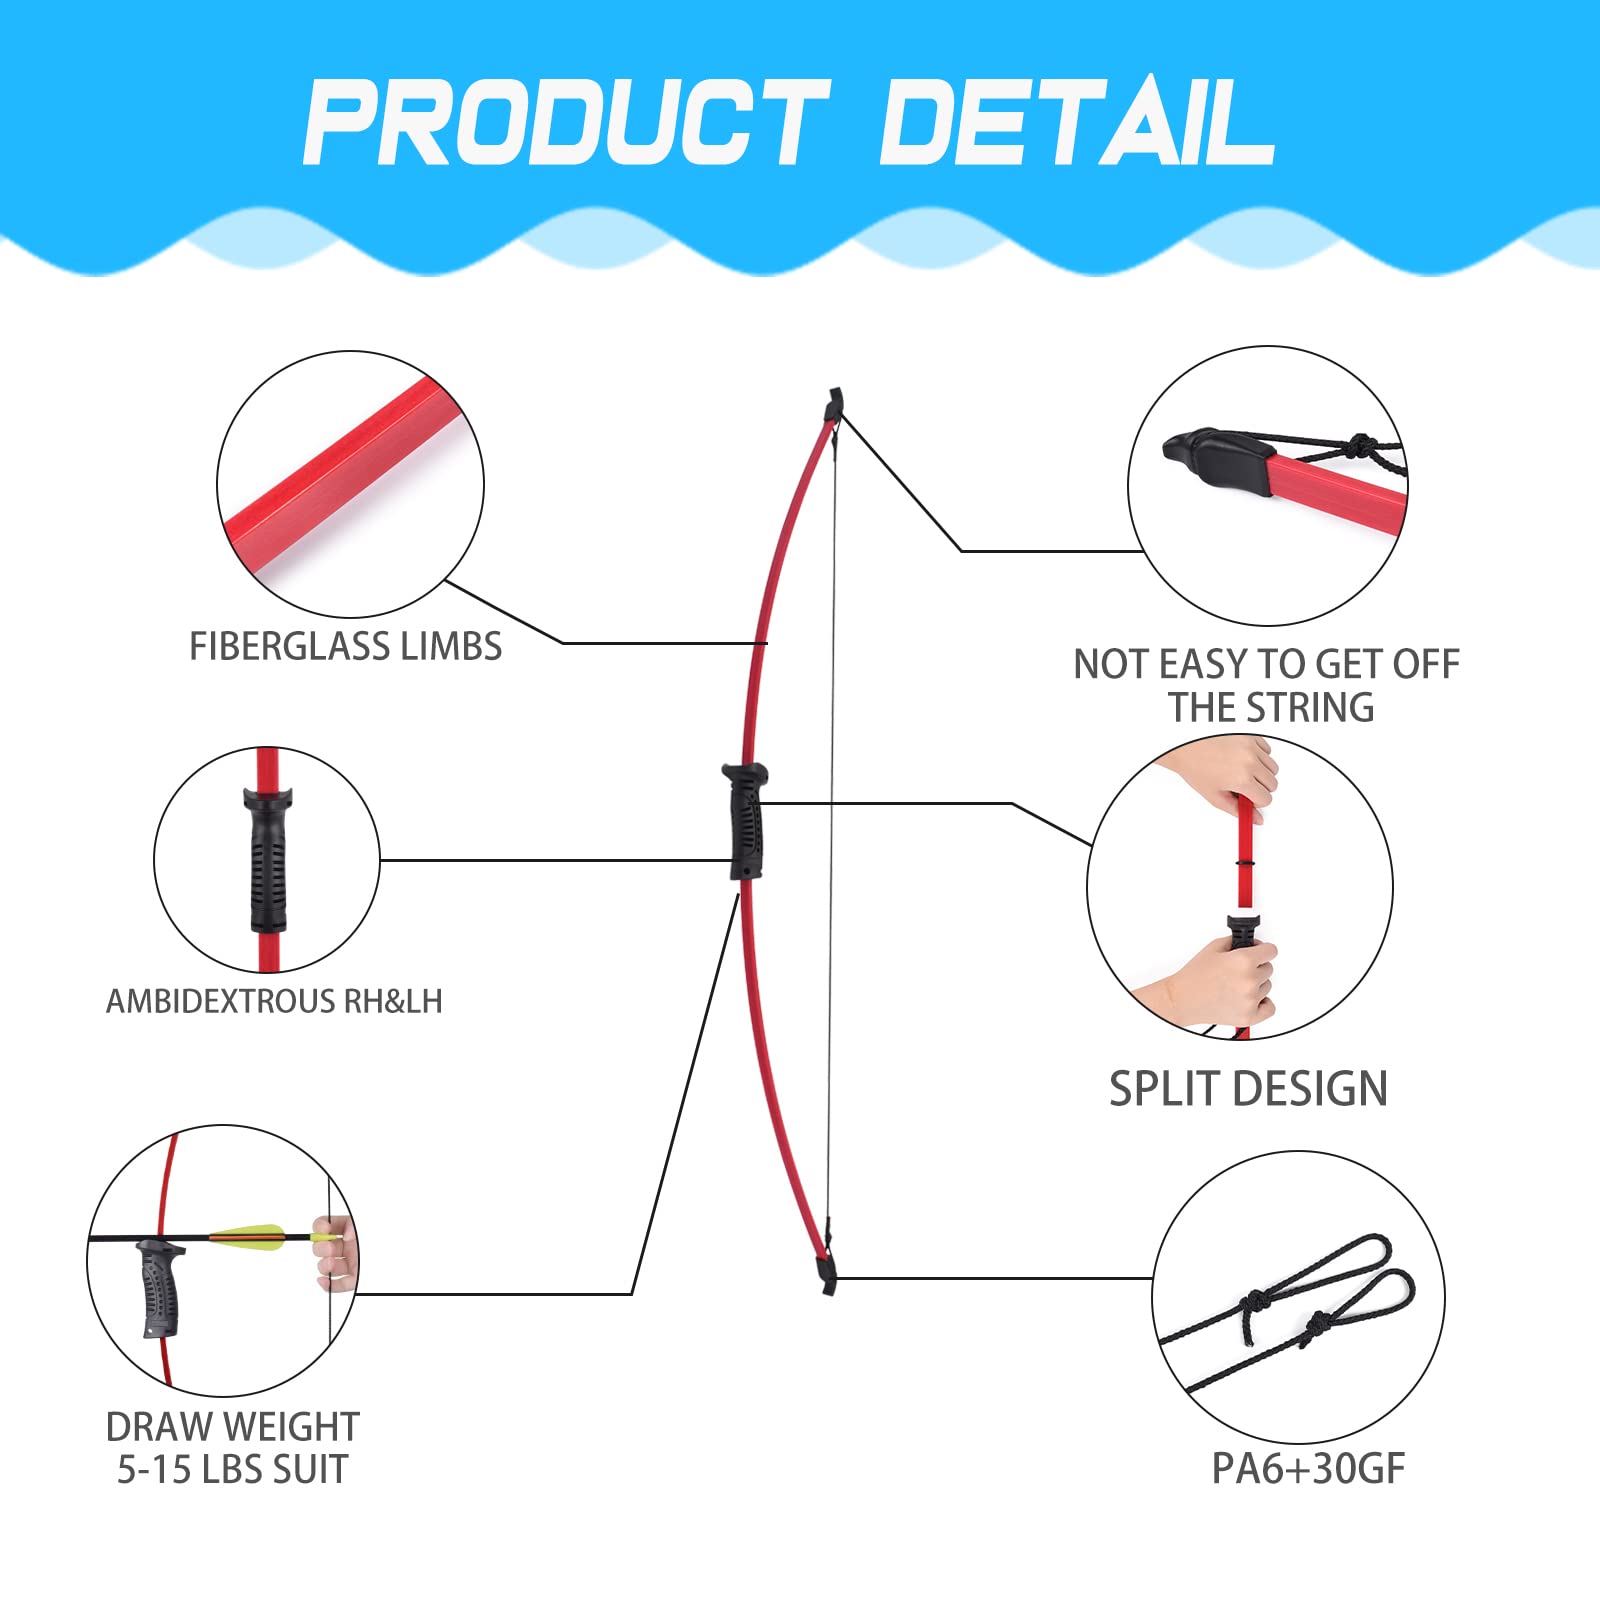 PRODUCT DETAIL
FIBERGLASS LIMBS
NOT EASY TO GET OFF
THE STRING
AMBIDEXTROUS RH&LH
SPLIT DESIGN
DRAW WEIGHT
5-15 LBS SUIT
PA6+30GF